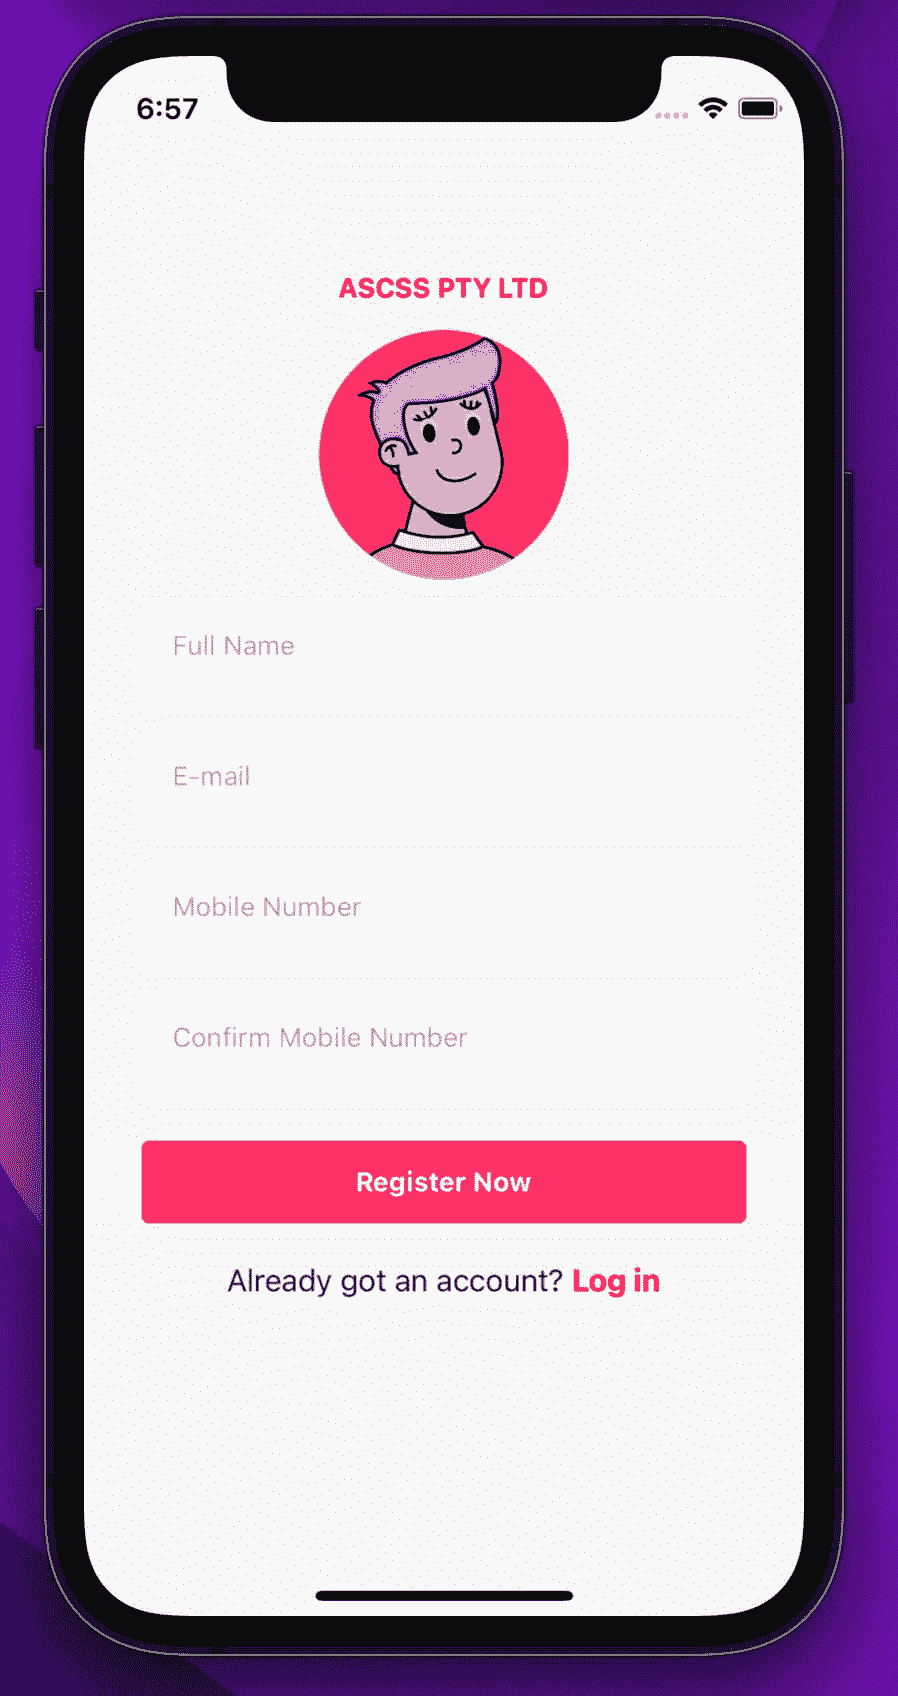 6:57
ASCSS PTY LTD
Full Name
E-mail
Mobile Number
Confirm Mobile Number
Register Now
Already got an account? Log in